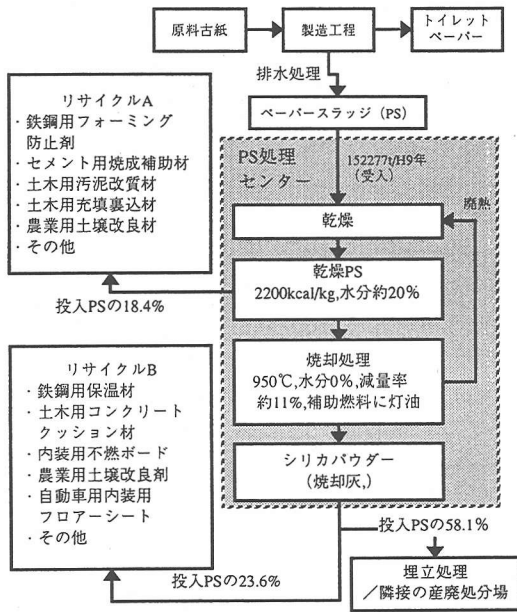 原料古紙
製造工程
トイレット
ペーパー
排水処理
ペーパースラッジ（PS）
リサイクルA
・鉄鋼用フォーミング
防止剤
・セメント用焼成補助材
・土木用汚泥改質材
・土木用充填裏込材
・農業用土壌改良材
・その他
PS処理
センター
152277t/H9年
（受入）
廃熱
乾燥
乾燥PS
2200kcal/kg,水分約20%
投入PSの18.4%
焼却処理
950℃,水分0%,減量率
約11%,補助燃料に灯油
リサイクルB
・鉄鋼用保温材
・土木用コンクリート
クッション材
・内装用不燃ボード
・農業用土壌改良剤
・自動車用内装用
フロアーシート
・その他
シリカパウダー
（焼却灰,）
投入PSの58.1%
投入PSの23.6%
埋立処理
／隣接の産廃処分場